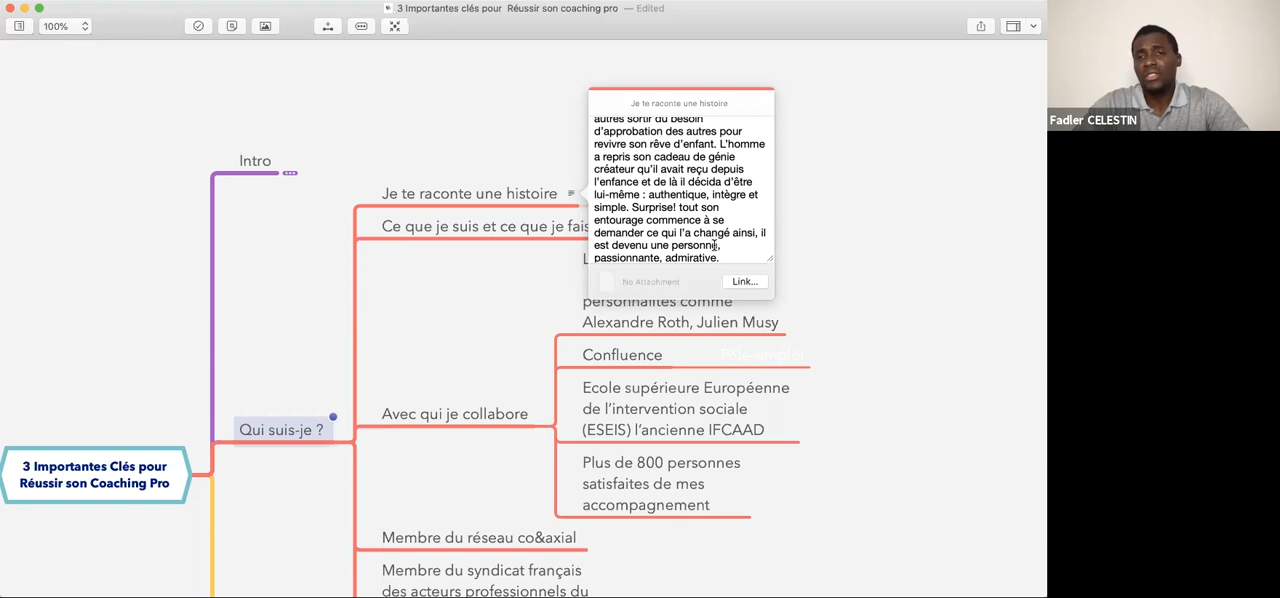 3 Importantes clés pour Réussir son coaching pro — Edited
100%
Intro
Je te raconte une histoire
Je te raconte une histoire
autres sortir du besoin
d'approbation des autres pour
revivre son rêve d'enfant. L'homme
a repris son cadeau de génie
créateur qu'il avait reçu depuis
l'enfance et de là il décida d'être
lui-même : authentique, intègre et
simple. Surprise! tout son
entourage commence à se
demander ce qui l'a changé ainsi, il
est devenu une personne,
passionnante, admirative.
No Attachment
Link...
Ce que je suis et ce que je fais
personnalités comme
Alexandre Roth, Julien Musy
Confluence
Pôle-emploi
Ecole supérieure Européenne
de l'intervention sociale
(ESEIS) l'ancienne IFCAAD
Avec qui je collabore
Qui suis-je ?
Plus de 800 personnes
satisfaites de mes
accompagnement
3 Importantes Clés pour
Réussir son Coaching Pro
Membre du réseau co&axial
Membre du syndicat français
des acteurs professionnels du
Fadler CELESTIN